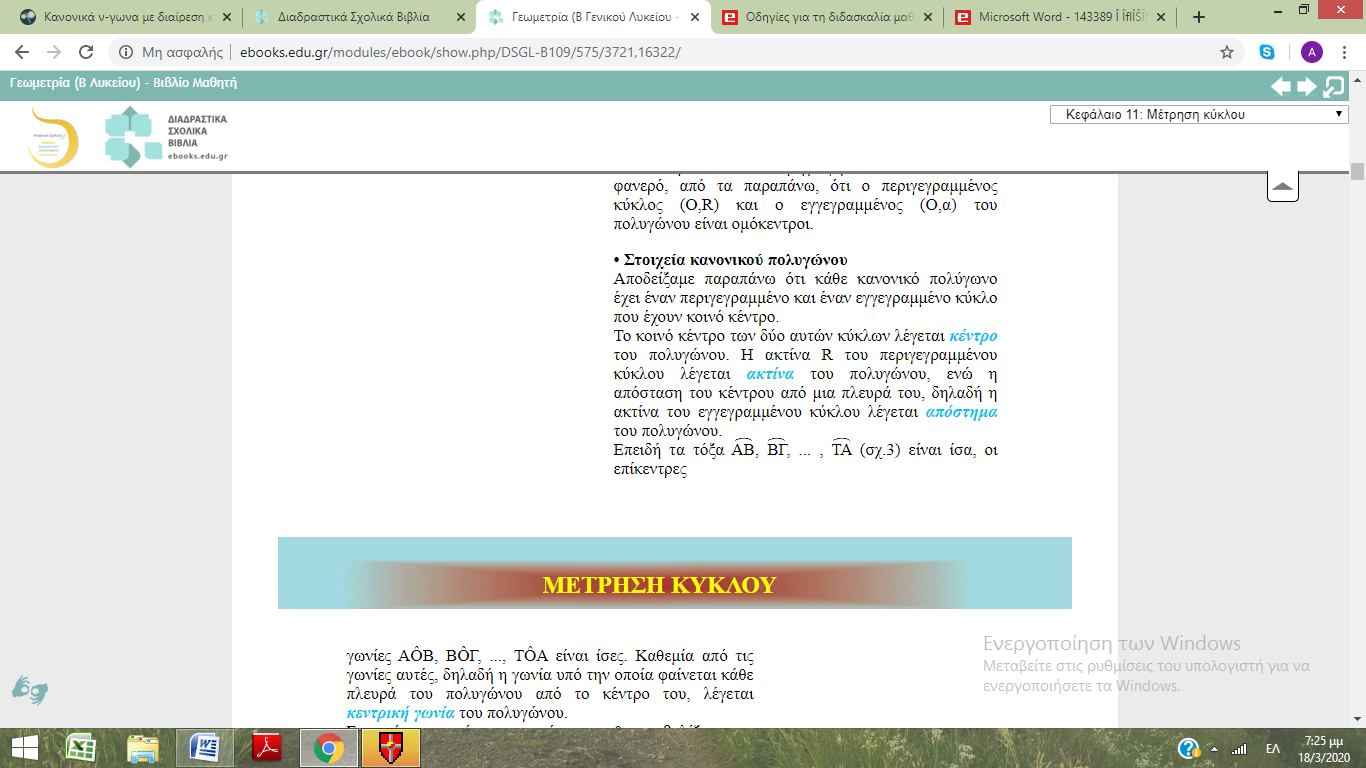 Κανονικά ν-γωνα με διαίρεση κ
Διαδραστικά Σχολικά Βιβλία
Γεωμετρία (Β Γενικού Λυκείου -
Οδηγίες για τη διδασκαλία μαθ
Microsoft Word - 143389
Μη ασφαλής | ebooks.edu.gr/modules/ebook/show.php/DSGL-B109/575/3721,16322/
A
Γεωμετρία (Β Λυκείου) - Βιβλίο Μαθητή
ΔΙΑΔΡΑΣΤΙΚΑ
ΣΧΟΛΙΚΑ
ΒΙΒΛΙΑ
ebooks.edu.gr
Κεφάλαιο 11: Μέτρηση κύκλου
φανερό, από τα παραπάνω, ότι ο περιγεγραμμένος
κύκλος (Ο,R) και ο εγγεγραμμένος (Ο,α) του
πολυγώνου είναι ομόκεντροι.
• Στοιχεία κανονικού πολυγώνου
Αποδείξαμε παραπάνω ότι κάθε κανονικό πολύγωνο
έχει έναν περιγεγραμμένο και έναν εγγεγραμμένο κύκλο
που έχουν κοινό κέντρο.
Το κοινό κέντρο των δύο αυτών κύκλων λέγεται κέντρο
του πολυγώνου. Η ακτίνα R του περιγεγραμμένου
κύκλου λέγεται ακτίνα του πολυγώνου, ενώ η
απόσταση του κέντρου από μια πλευρά του, δηλαδή η
ακτίνα του εγγεγραμμένου κύκλου λέγεται απόστημα
του πολυγώνου.
Επειδή τα τόξα ΑΒ, ΒΓ, ... , ΤΑ (σχ.3) είναι ίσα, οι
επίκεντρες
ΜΕΤΡΗΣΗ ΚΥΚΛΟΥ
γωνίες ΑÔΒ, ΒÔΓ, ..., ΤÔΑ είναι ίσες. Καθεμία από τις
γωνίες αυτές, δηλαδή η γωνία υπό την οποία φαίνεται κάθε
πλευρά του πολυγώνου από το κέντρο του, λέγεται
κεντρική γωνία του πολυγώνου.
Ενεργοποίηση των Windows
Μεταβείτε στις ρυθμίσεις του υπολογιστή για να
ενεργοποιήσετε τα Windows.
ΕΛ
7:25 μμ
18/3/2020